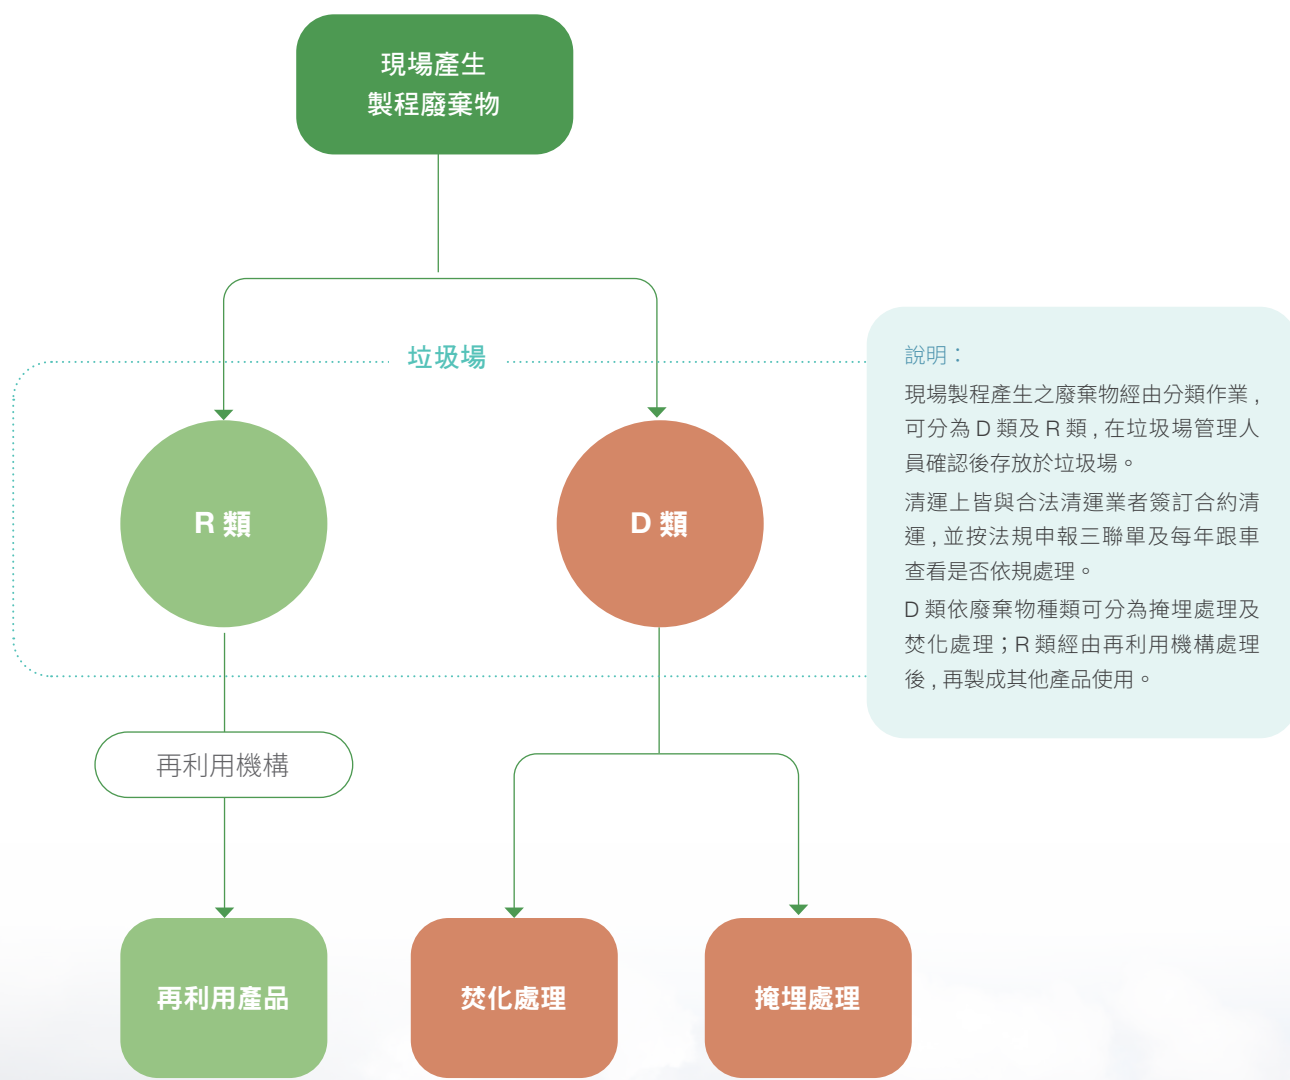 現場產生
製程廢棄物
垃圾場
R 類
D 類
說明：
現場製程產生之廢棄物經由分類作業 ,
可分為 D 類及 R 類 , 在垃圾場管理人
員確認後存放於垃圾場。
清運上皆與合法清運業者簽訂合約清
運 , 並按法規申報三聯單及每年跟車
查看是否依規處理。
D 類依廢棄物種類可分為掩埋處理及
焚化處理；R 類經由再利用機構處理
後 , 再製成其他產品使用。
再利用機構
再利用產品
焚化處理
掩埋處理